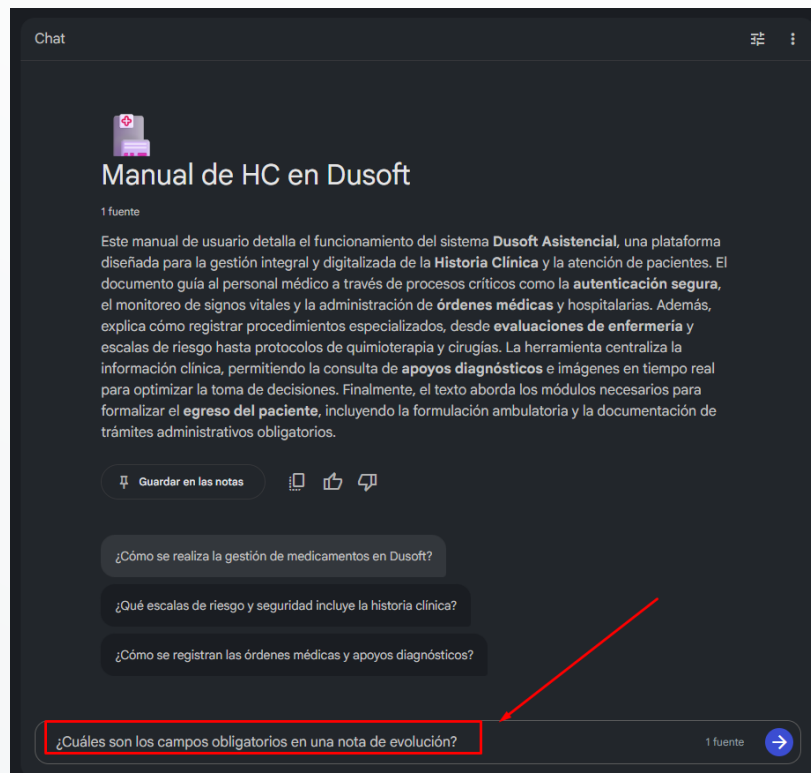 Chat
Manual de HC en Dusoft
1 fuente
Este manual de usuario detalla el funcionamiento del sistema Dusoft Asistencial, una plataforma
diseñada para la gestión integral y digitalizada de la Historia Clínica y la atención de pacientes. El
documento guía al personal médico a través de procesos críticos como la autenticación segura,
el monitoreo de signos vitales y la administración de órdenes médicas y hospitalarias. Además,
explica cómo registrar procedimientos especializados, desde evaluaciones de enfermería y
escalas de riesgo hasta protocolos de quimioterapia y cirugías. La herramienta centraliza la
información clínica, permitiendo la consulta de apoyos diagnósticos e imágenes en tiempo real
para optimizar la toma de decisiones. Finalmente, el texto aborda los módulos necesarios para
formalizar el egreso del paciente, incluyendo la formulación ambulatoria y la documentación de
trámites administrativos obligatorios.
Guardar en las notas
¿Cómo se realiza la gestión de medicamentos en Dusoft?
¿Qué escalas de riesgo y seguridad incluye la historia clínica?
¿Cómo se registran las órdenes médicas y apoyos diagnósticos?
¿Cuáles son los campos obligatorios en una nota de evolución?
1 fuente